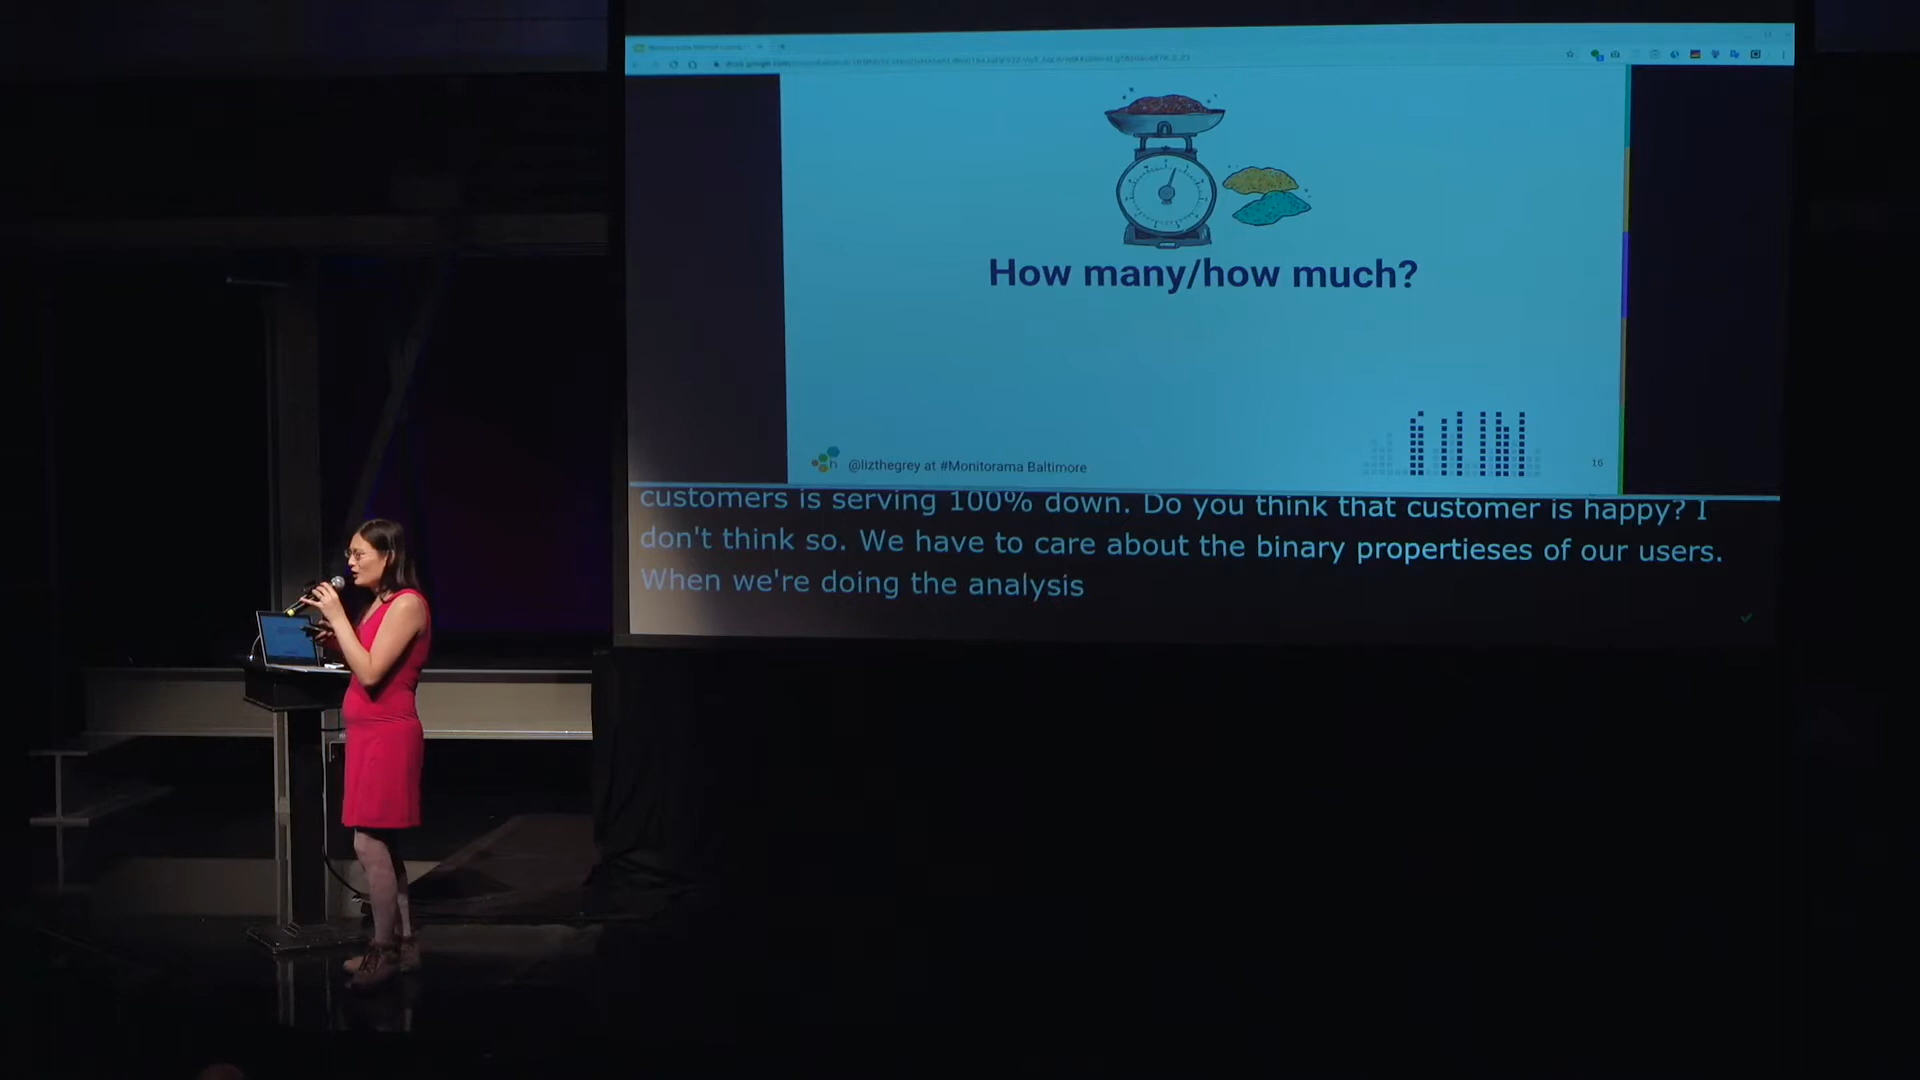 How many/how much?
@lizthegrey at #Monitorama Baltimore
16
customers is serving 100% down. Do you think that customer is happy? I
don't think so. We have to care about the binary propertieses of our users.
When we're doing the analysis